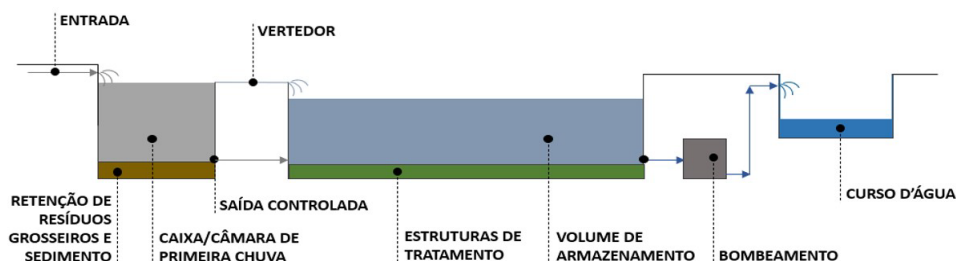 ENTRADA
VERTEDOR
RETENÇÃO DE
RESÍDUOS
GROSSEIROS E
SEDIMENTO
CAIXA/CÂMARA DE
PRIMEIRA CHUVA
SAÍDA CONTROLADA
ESTRUTURAS DE
TRATAMENTO
VOLUME DE
ARMAZENAMENTO
BOMBEAMENTO
CURSO D'ÁGUA